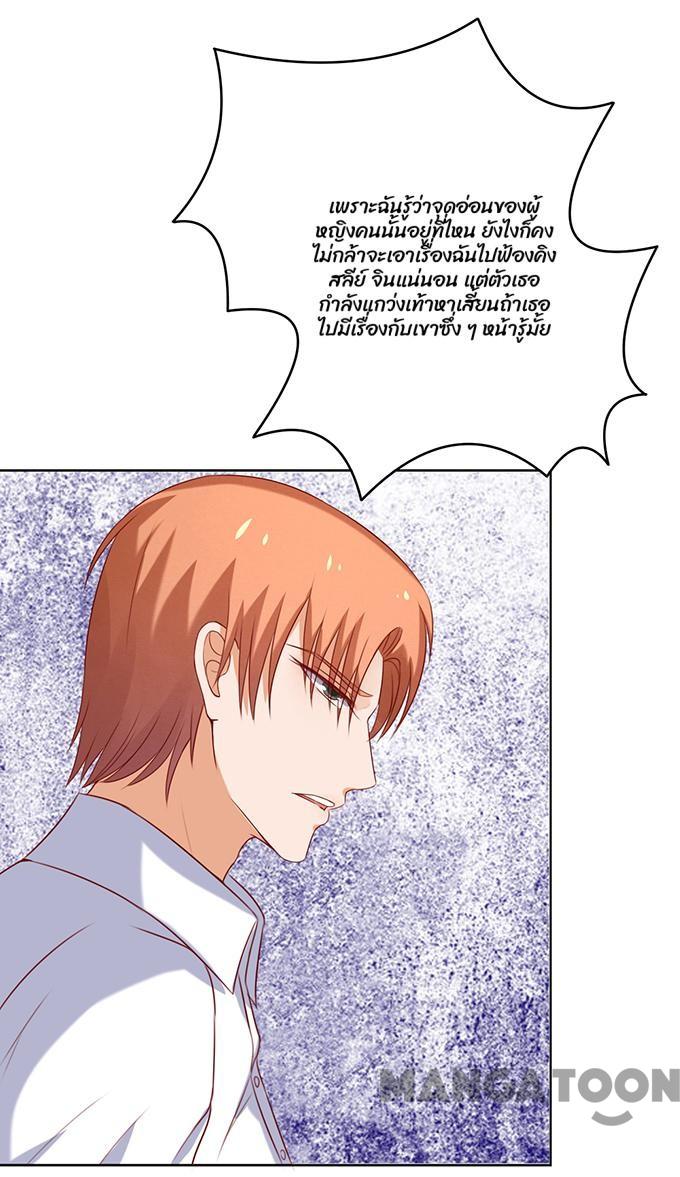 เพราะฉันรู้ว่าจุดอ่อนของผู้
หญิงคนนั้นอยู่ที่ไหน ยังไงก็คง
ไม่กล้าจะเอาเรื่องฉันไปฟ้องคิง
สลีย์ จินแน่นอน แต่ตัวเธอ
กำลังแกว่งเท้าหาเสี้ยนถ้าเธอ
ไปมีเรื่องกับเขาซึ่ง ๆ หน้ารู้มั้ย
MANGATOON